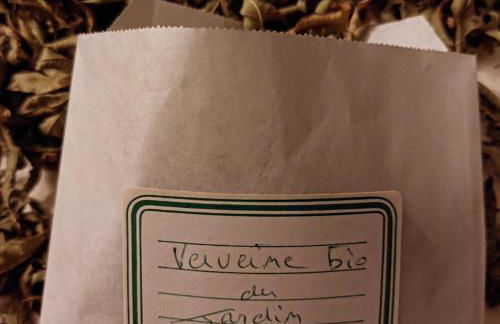 Verveine bio
du
Jardin